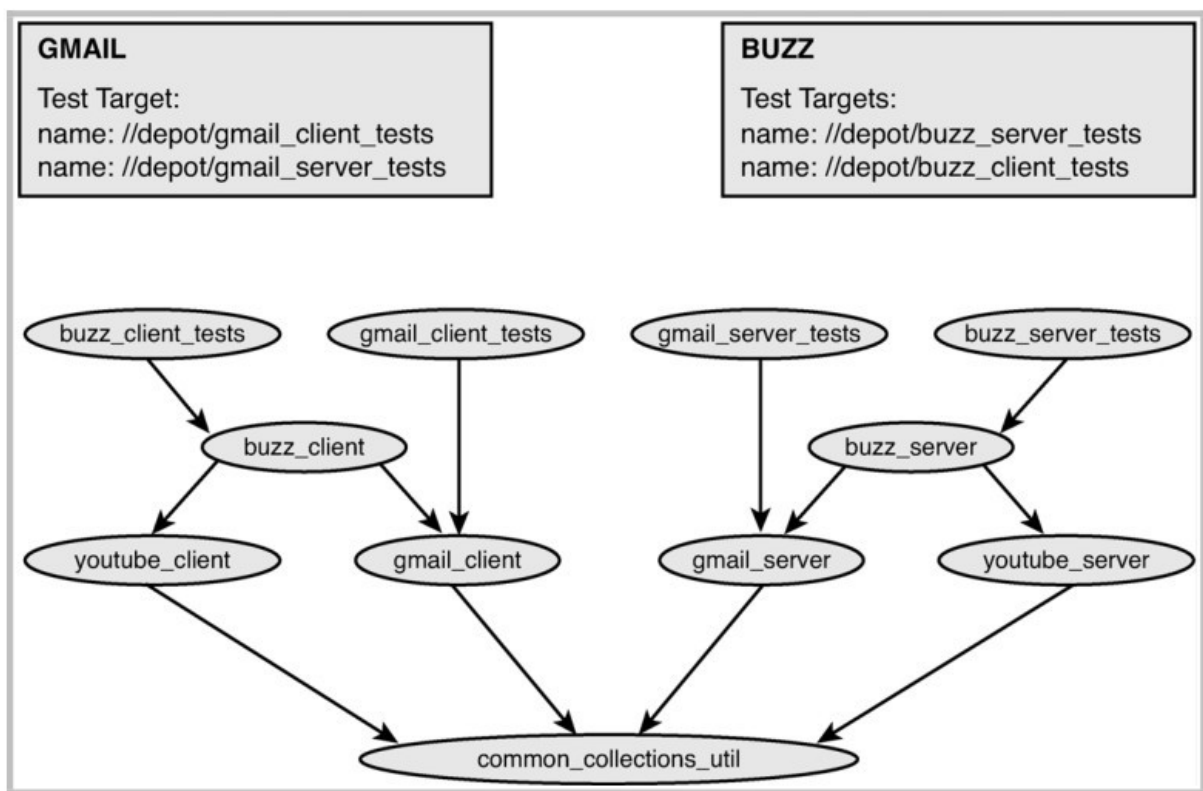 GMAIL
Test Target:
name: //depot/gmail_client_tests
name: //depot/gmail_server_tests
BUZZ
Test Targets:
name: //depot/buzz_server_tests
name: //depot/buzz_client_tests
buzz_client_tests
gmail_client_tests
gmail_server_tests
buzz_server_tests
buzz_client
buzz_server
youtube_client
gmail_client
gmail_server
youtube_server
common_collections_util